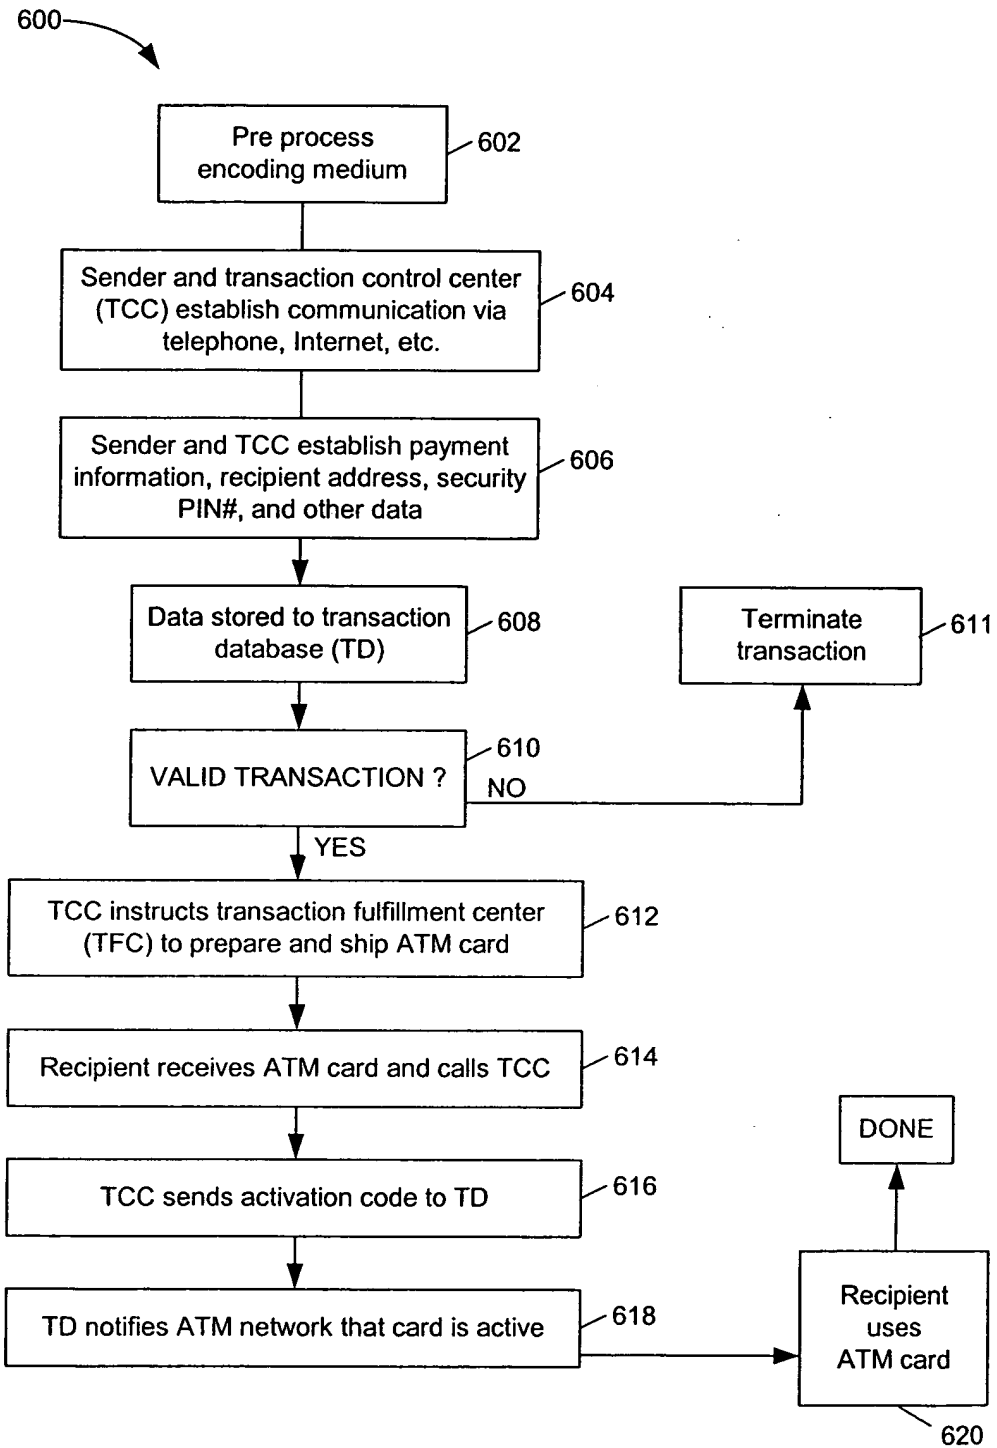 600
Pre process
encoding medium
602
Sender and transaction control center
(TCC) establish communication via
telephone, Internet, etc.
604
Sender and TCC establish payment
information, recipient address, security
PIN#, and other data
606
Data stored to transaction
database (TD)
608
Terminate
transaction
611
VALID TRANSACTION ?
610
NO
YES
TCC instructs transaction fulfillment center
(TFC) to prepare and ship ATM card
612
Recipient receives ATM card and calls TCC
614
TCC sends activation code to TD
616
TD notifies ATM network that card is active
618
Recipient
uses
ATM card
620
DONE